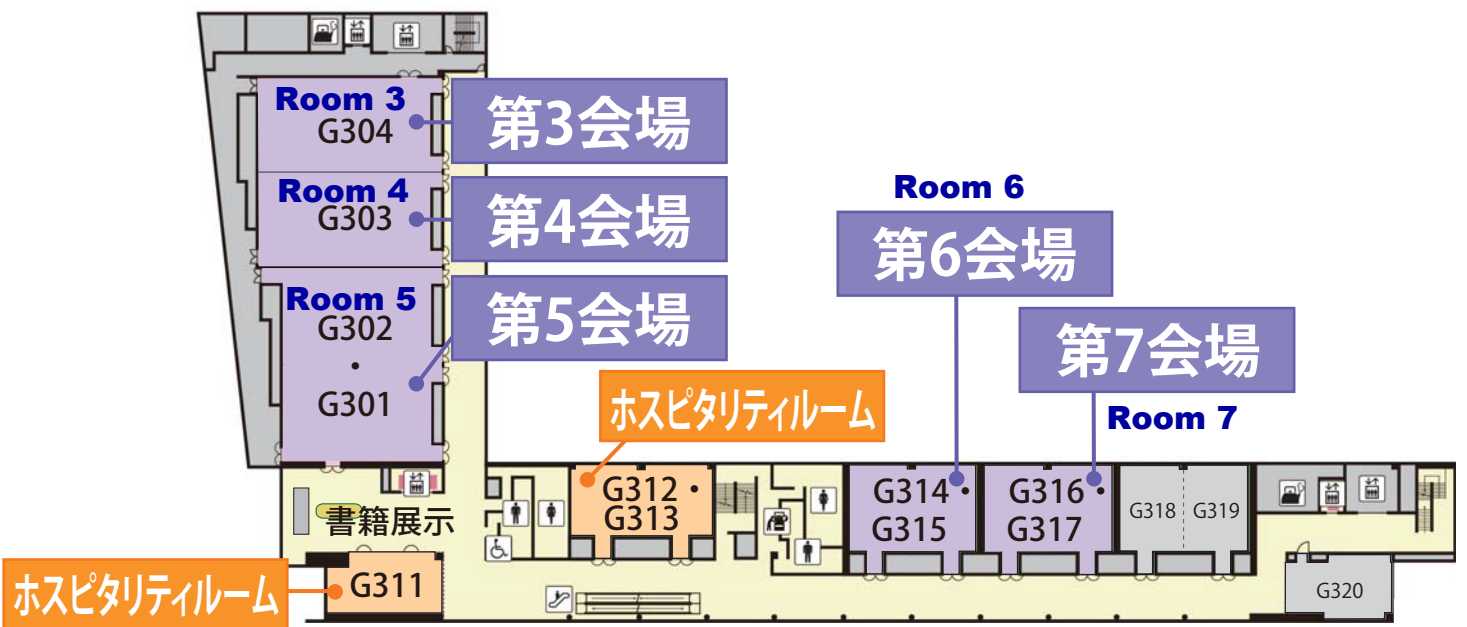 Room 3
G304
第3会場
Room 4
G303
第4会場
Room 5
G302
・
G301
第5会場
Room 6
第6会場
第7会場
Room 7
ホスピタリティルーム
G312・
G313
G314・
G315
G316・
G317
G318
G319
書籍展示
ホスピタリティルーム
G311
G320